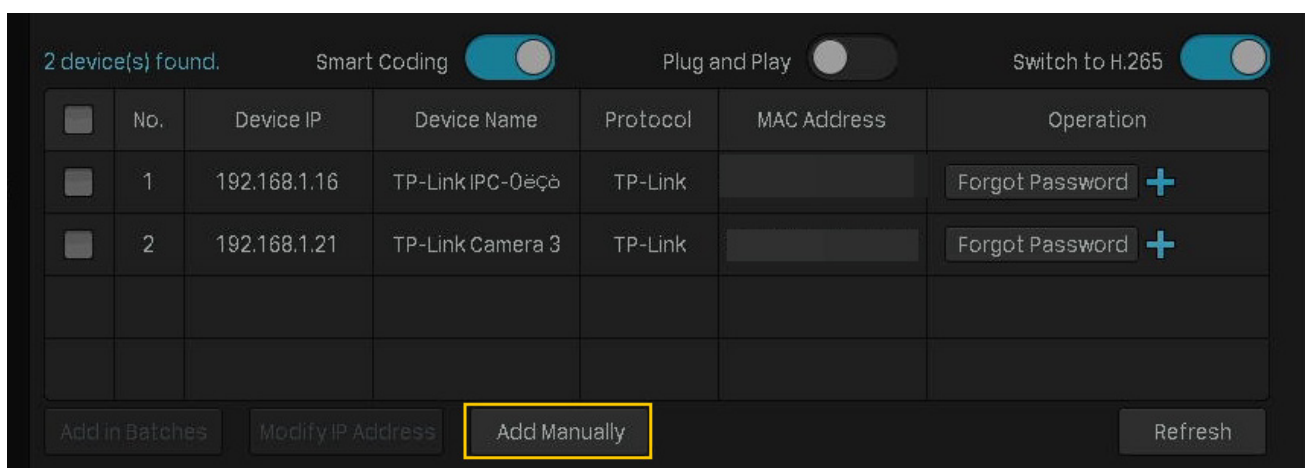 2 device(s) found. Smart Coding Plug and Play Switch to H.265
No. Device IP Device Name Protocol MAC Address Operation
1 192.168.1.16 TP-Link IPC-Öëçò TP-Link Forgot Password
2 192.168.1.21 TP-Link Camera 3 TP-Link Forgot Password
Add in Batches Modify IP Address Add Manually Refresh